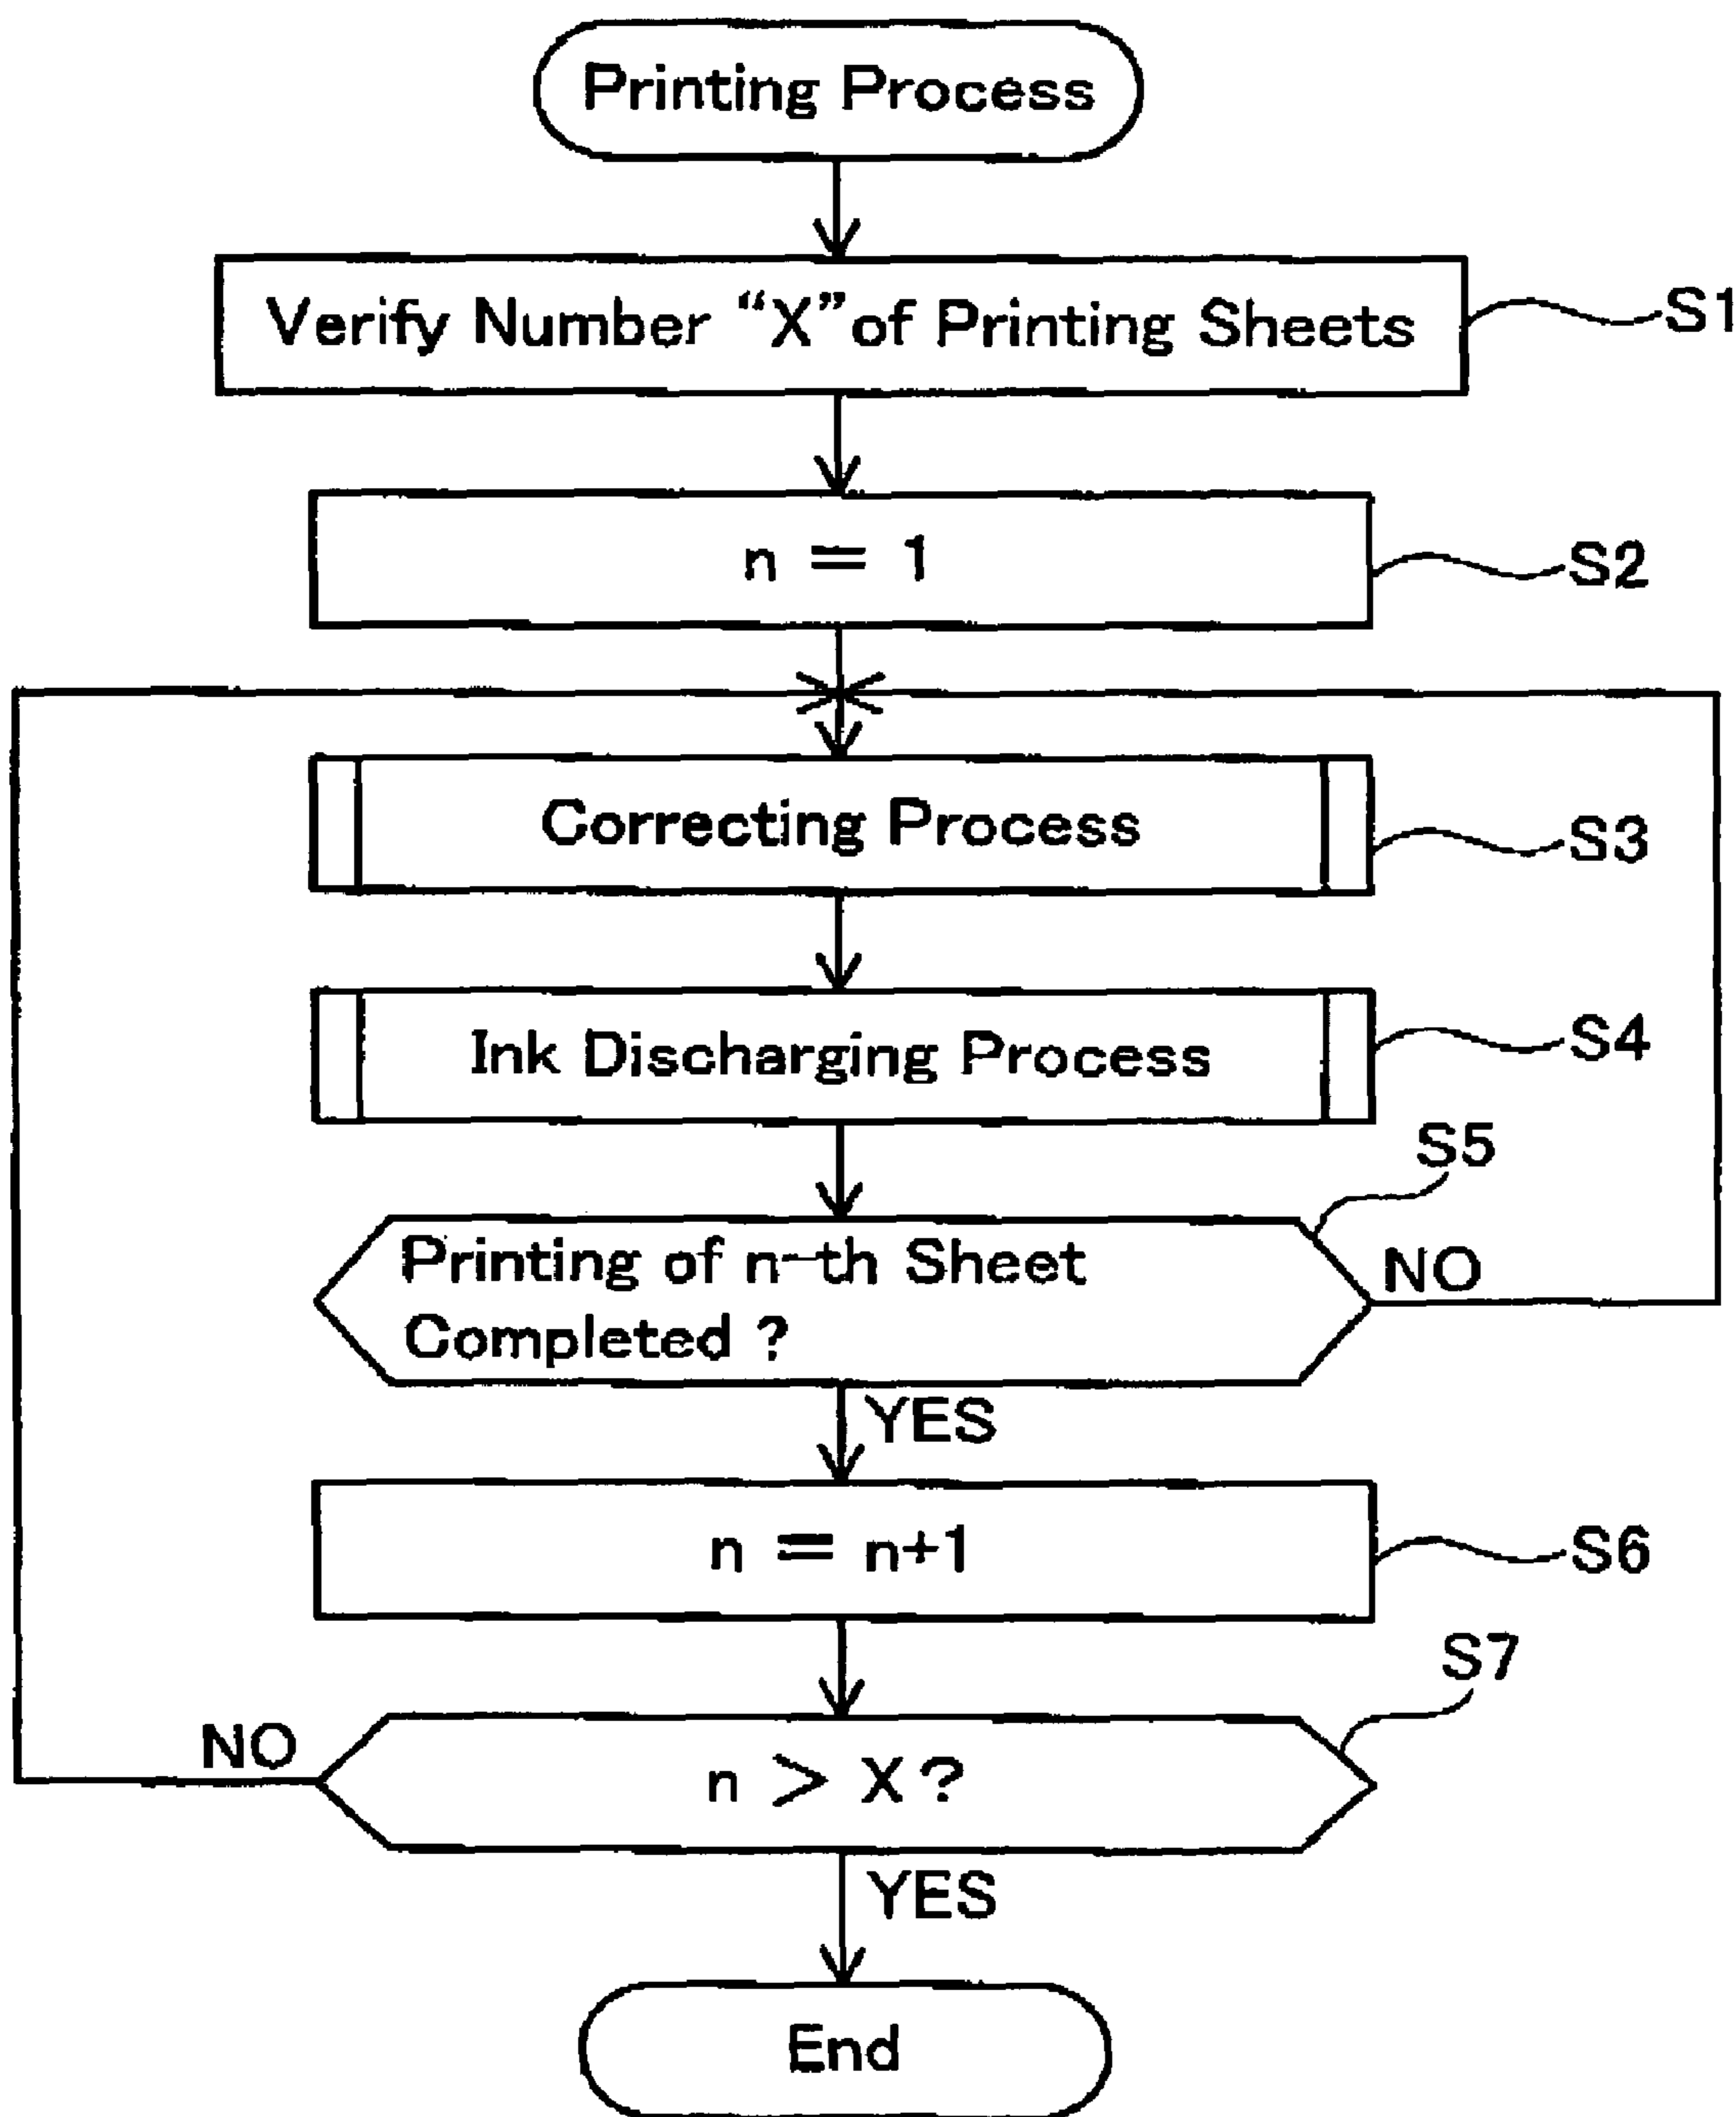 Printing Process
Verify Number “X” of Printing Sheets
S1
n = 1
S2
Correcting Process
S3
Ink Discharging Process
S4
S5
Printing of n-th Sheet
Completed ?
NO
YES
n = n+1
S6
S7
NO
n > X ?
YES
End